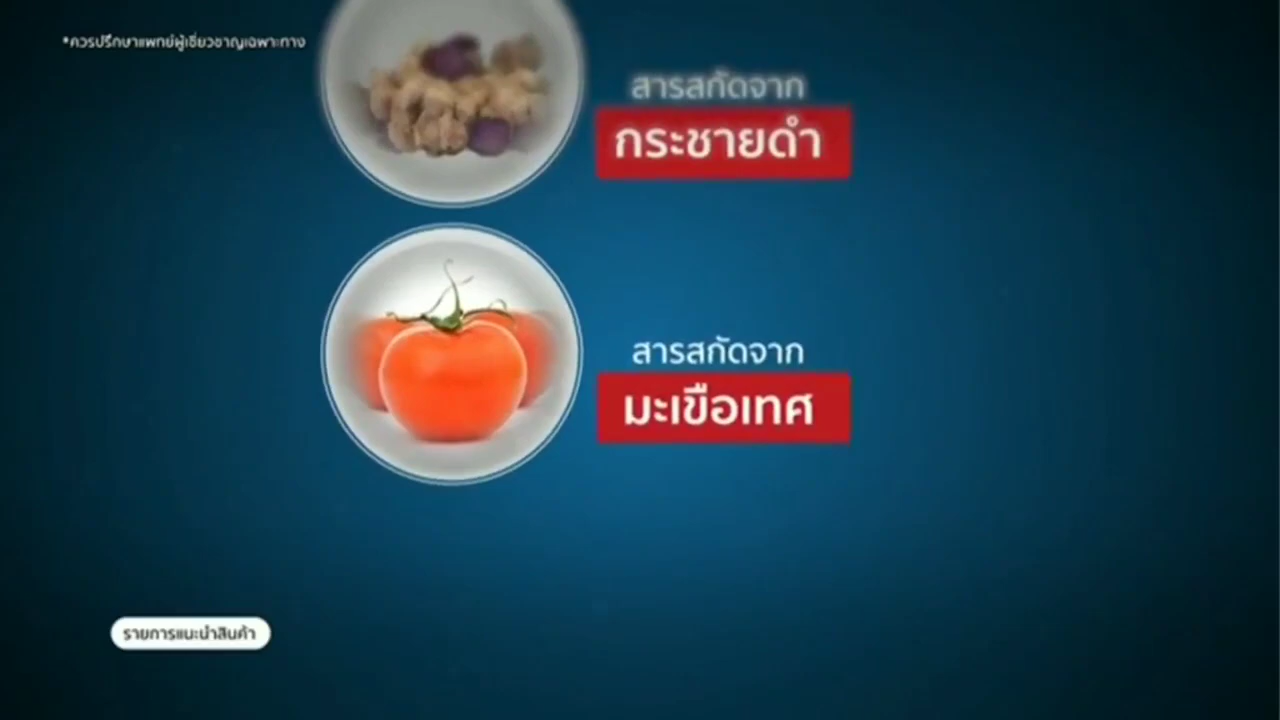 *ควรปรึกษาแพทย์ผู้เชี่ยวชาญเฉพาะทาง
สารสกัดจาก
กระชายดำ
สารสกัดจาก
มะเขือเทศ
รายการแนะนำสินค้า